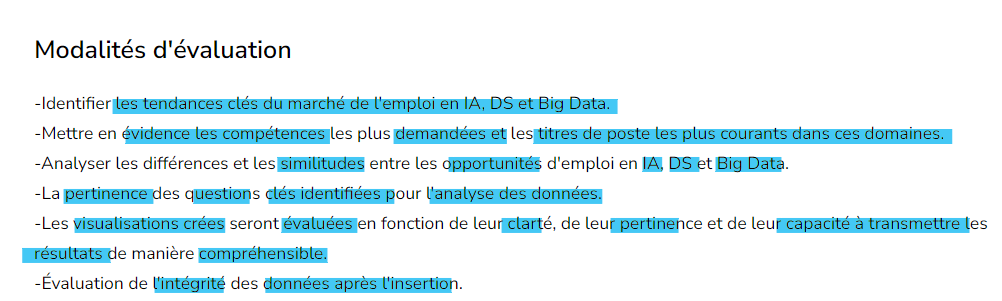 Modalités d'évaluation
-Identifier les tendances clés du marché de l'emploi en IA, DS et Big Data.
-Mettre en évidence les compétences les plus demandées et les titres de poste les plus courants dans ces domaines.
-Analyser les différences et les similitudes entre les opportunités d'emploi en IA, DS et Big Data.
-La pertinence des questions clés identifiées pour l'analyse des données.
-Les visualisations crées seront évaluées en fonction de leur clarté, de leur pertinence et de leur capacité à transmettre les
résultats de manière compréhensible.
-Évaluation de l'intégrité des données après l'insertion.